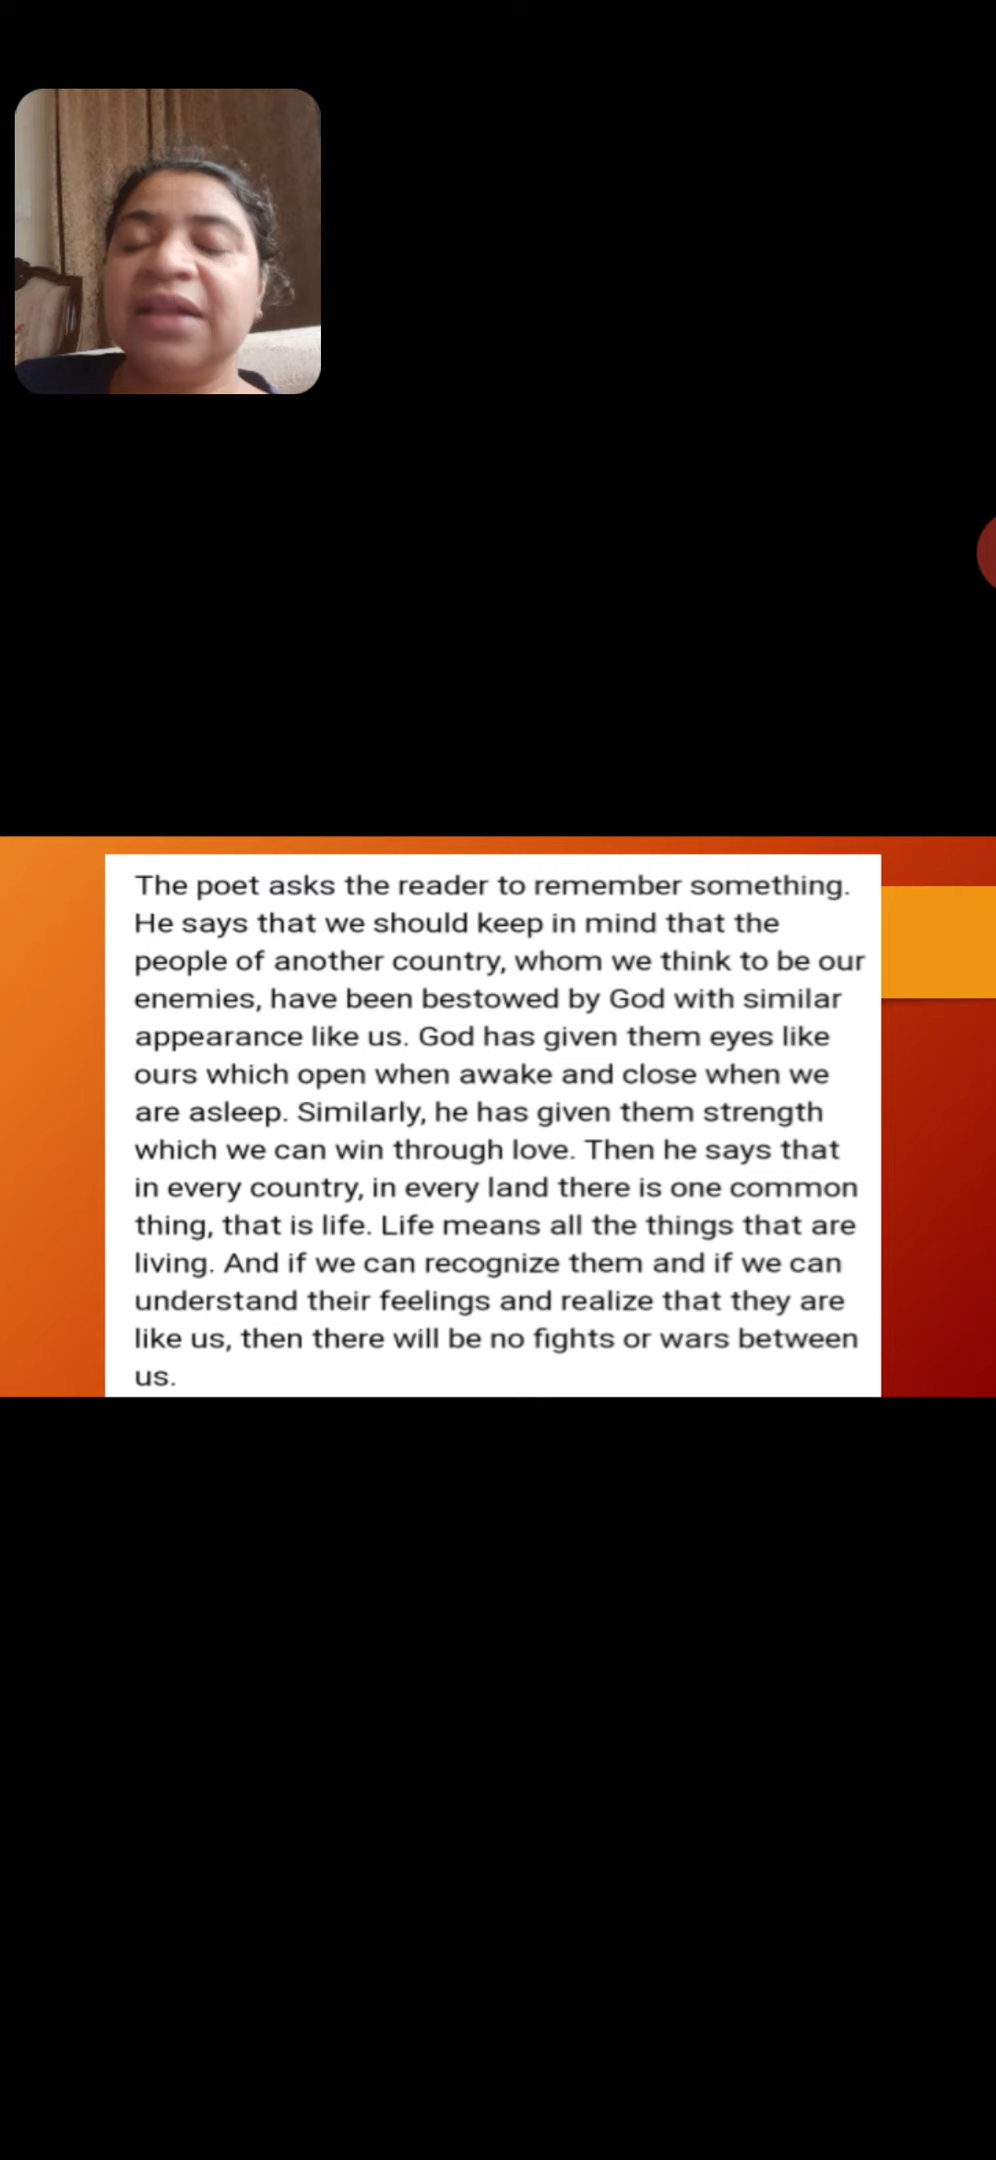 The poet asks the reader to remember something.
He says that we should keep in mind that the
people of another country, whom we think to be our
enemies, have been bestowed by God with similar
appearance like us. God has given them eyes like
ours which open when awake and close when we
are asleep. Similarly, he has given them strength
which we can win through love. Then he says that
in every country, in every land there is one common
thing, that is life. Life means all the things that are
living. And if we can recognize them and if we can
understand their feelings and realize that they are
like us, then there will be no fights or wars between
us.